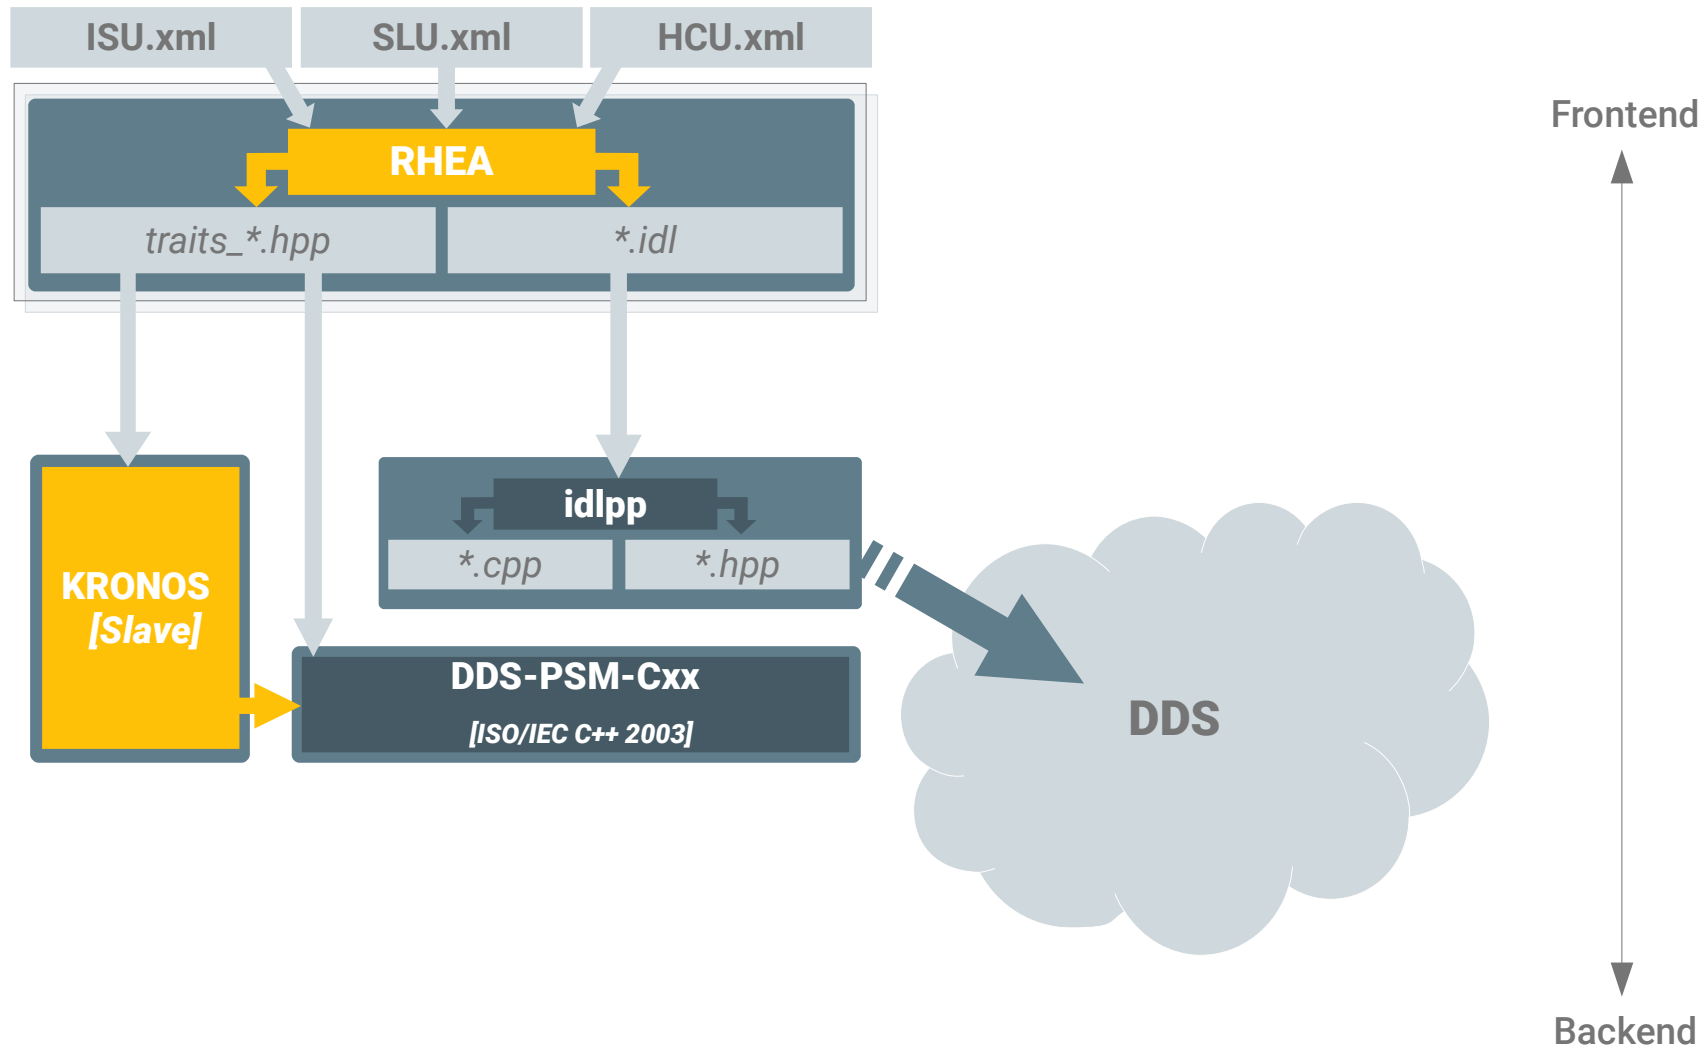 ISU.xml
SLU.xml
HCU.xml
Frontend
RHEA
traits_*.hpp
*.idl
idlpp
*.cpp
*.hpp
KRONOS
[Slave]
DDS-PSM-Cxx
[ISO/IEC C++ 2003]
DDS
Backend